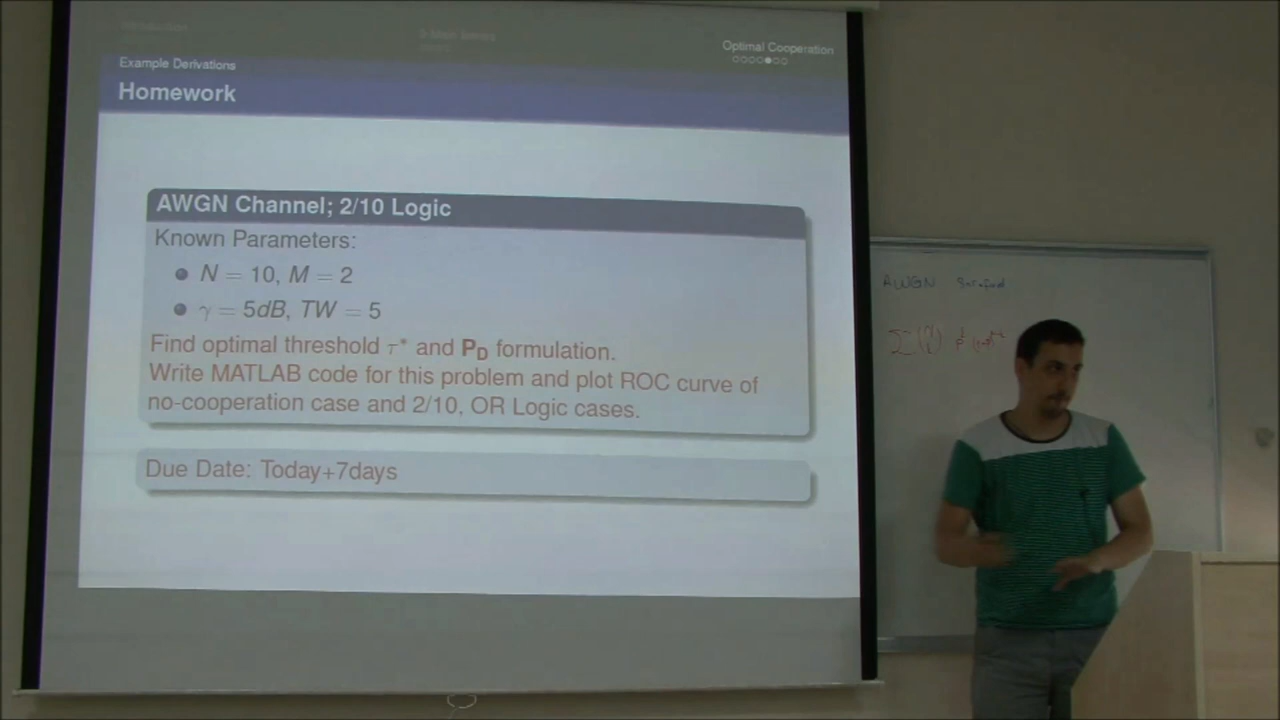 Introduction
Optimal Cooperation
Example Derivations
Homework
AWGN Channel; 2/10 Logic
Known Parameters:
N = 10, M = 2
γ = 5dB, TW = 5
Find optimal threshold τ* and P_D formulation.
Write MATLAB code for this problem and plot ROC curve of
no-cooperation case and 2/10, OR Logic cases.
Due Date: Today+7days
AWGN